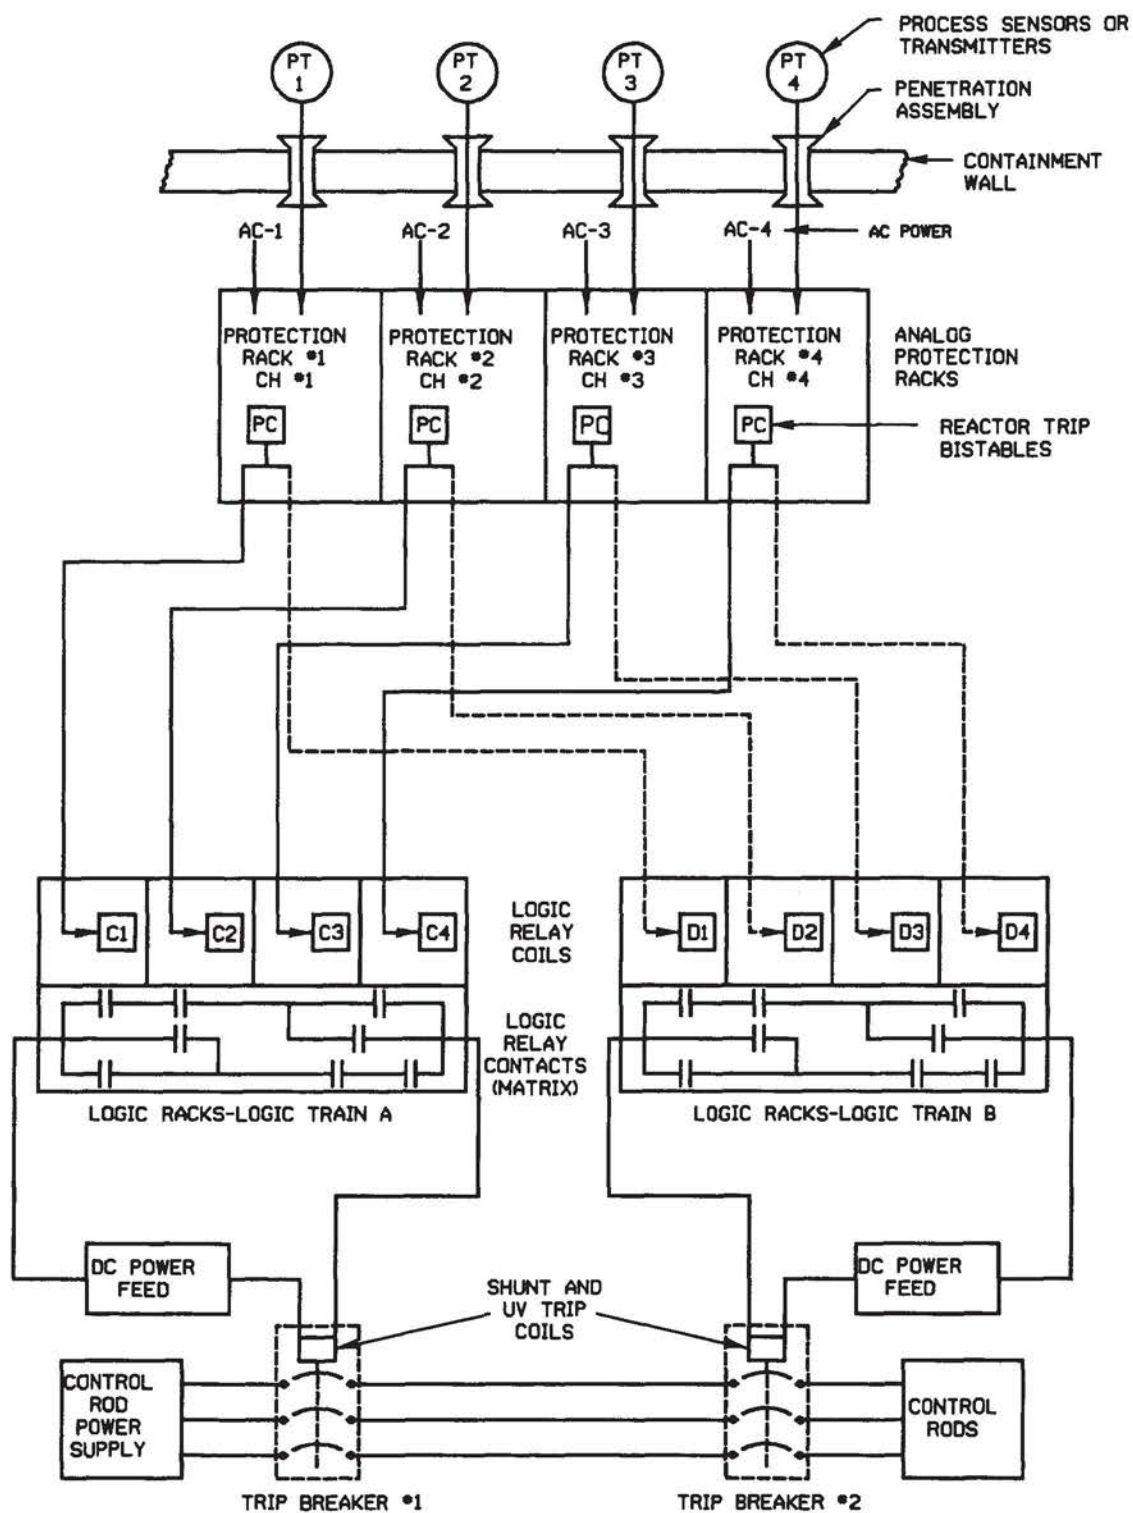 PROCESS SENSORS OR
TRANSMITTERS
PT
1
PT
2
PT
3
PT
4
PENETRATION
ASSEMBLY
CONTAINMENT
WALL
AC-1
AC-2
AC-3
AC-4
AC POWER
PROTECTION
RACK #1
CH #1
PROTECTION
RACK #2
CH #2
PROTECTION
RACK #3
CH #3
PROTECTION
RACK #4
CH #4
ANALOG
PROTECTION
RACKS
PC
PC
PC
PC
REACTOR TRIP
BISTABLES
C1
C2
C3
C4
LOGIC
RELAY
COILS
D1
D2
D3
D4
LOGIC
RELAY
CONTACTS
(MATRIX)
LOGIC RACKS-LOGIC TRAIN A
LOGIC RACKS-LOGIC TRAIN B
DC POWER
FEED
SHUNT AND
UV TRIP
COILS
DC POWER
FEED
CONTROL
ROD
POWER
SUPPLY
CONTROL
RODS
TRIP BREAKER #1
TRIP BREAKER #2